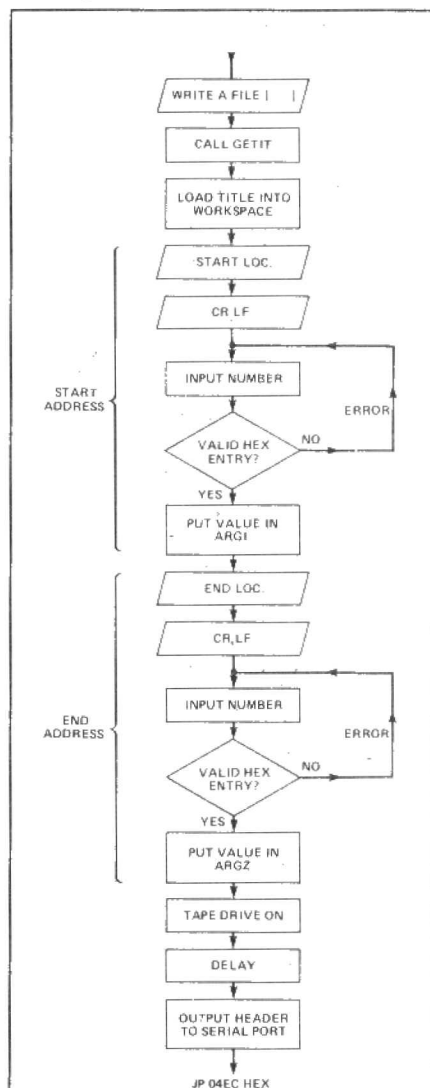 WRITE A FILE [ ]
CALL GETIT
LOAD TITLE INTO
WORKSPACE
START LOC.
CR,LF
INPUT NUMBER
ERROR
START
ADDRESS
VALID HEX
ENTRY?
NO
YES
PUT VALUE IN
ARG1
END LOC.
CR,LF
INPUT NUMBER
ERROR
END
ADDRESS
VALID HEX
ENTRY?
NO
YES
PUT VALUE IN
ARG2
TAPE DRIVE ON
DELAY
OUTPUT HEADER
TO SERIAL PORT
JP 04EC HEX